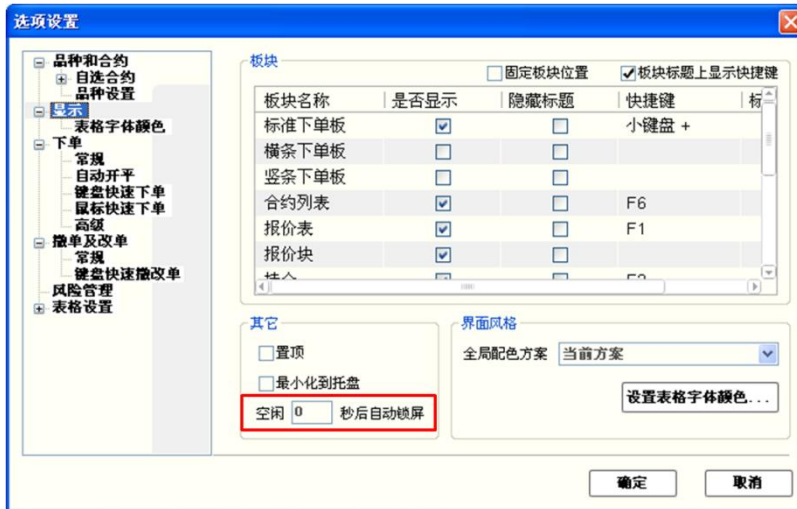 选项设置
品种和合约
自选合约
品种设置
显示
表格字体颜色
下单
常规
自动开平
键盘快速下单
鼠标快速下单
高级
撤单及改单
常规
键盘快速撤改单
风险管理
表格设置
板块
固定板块位置 板块标题上显示快捷键
板块名称 是否显示 隐藏标题 快捷键 标
标准下单板 小键盘 +
横条下单板
竖条下单板
合约列表 F6
报价表 F1
报价块
其它
置顶
最小化到托盘
空闲 0 秒后自动锁屏
界面风格
全局配色方案 当前方案
设置表格字体颜色...
确定 取消